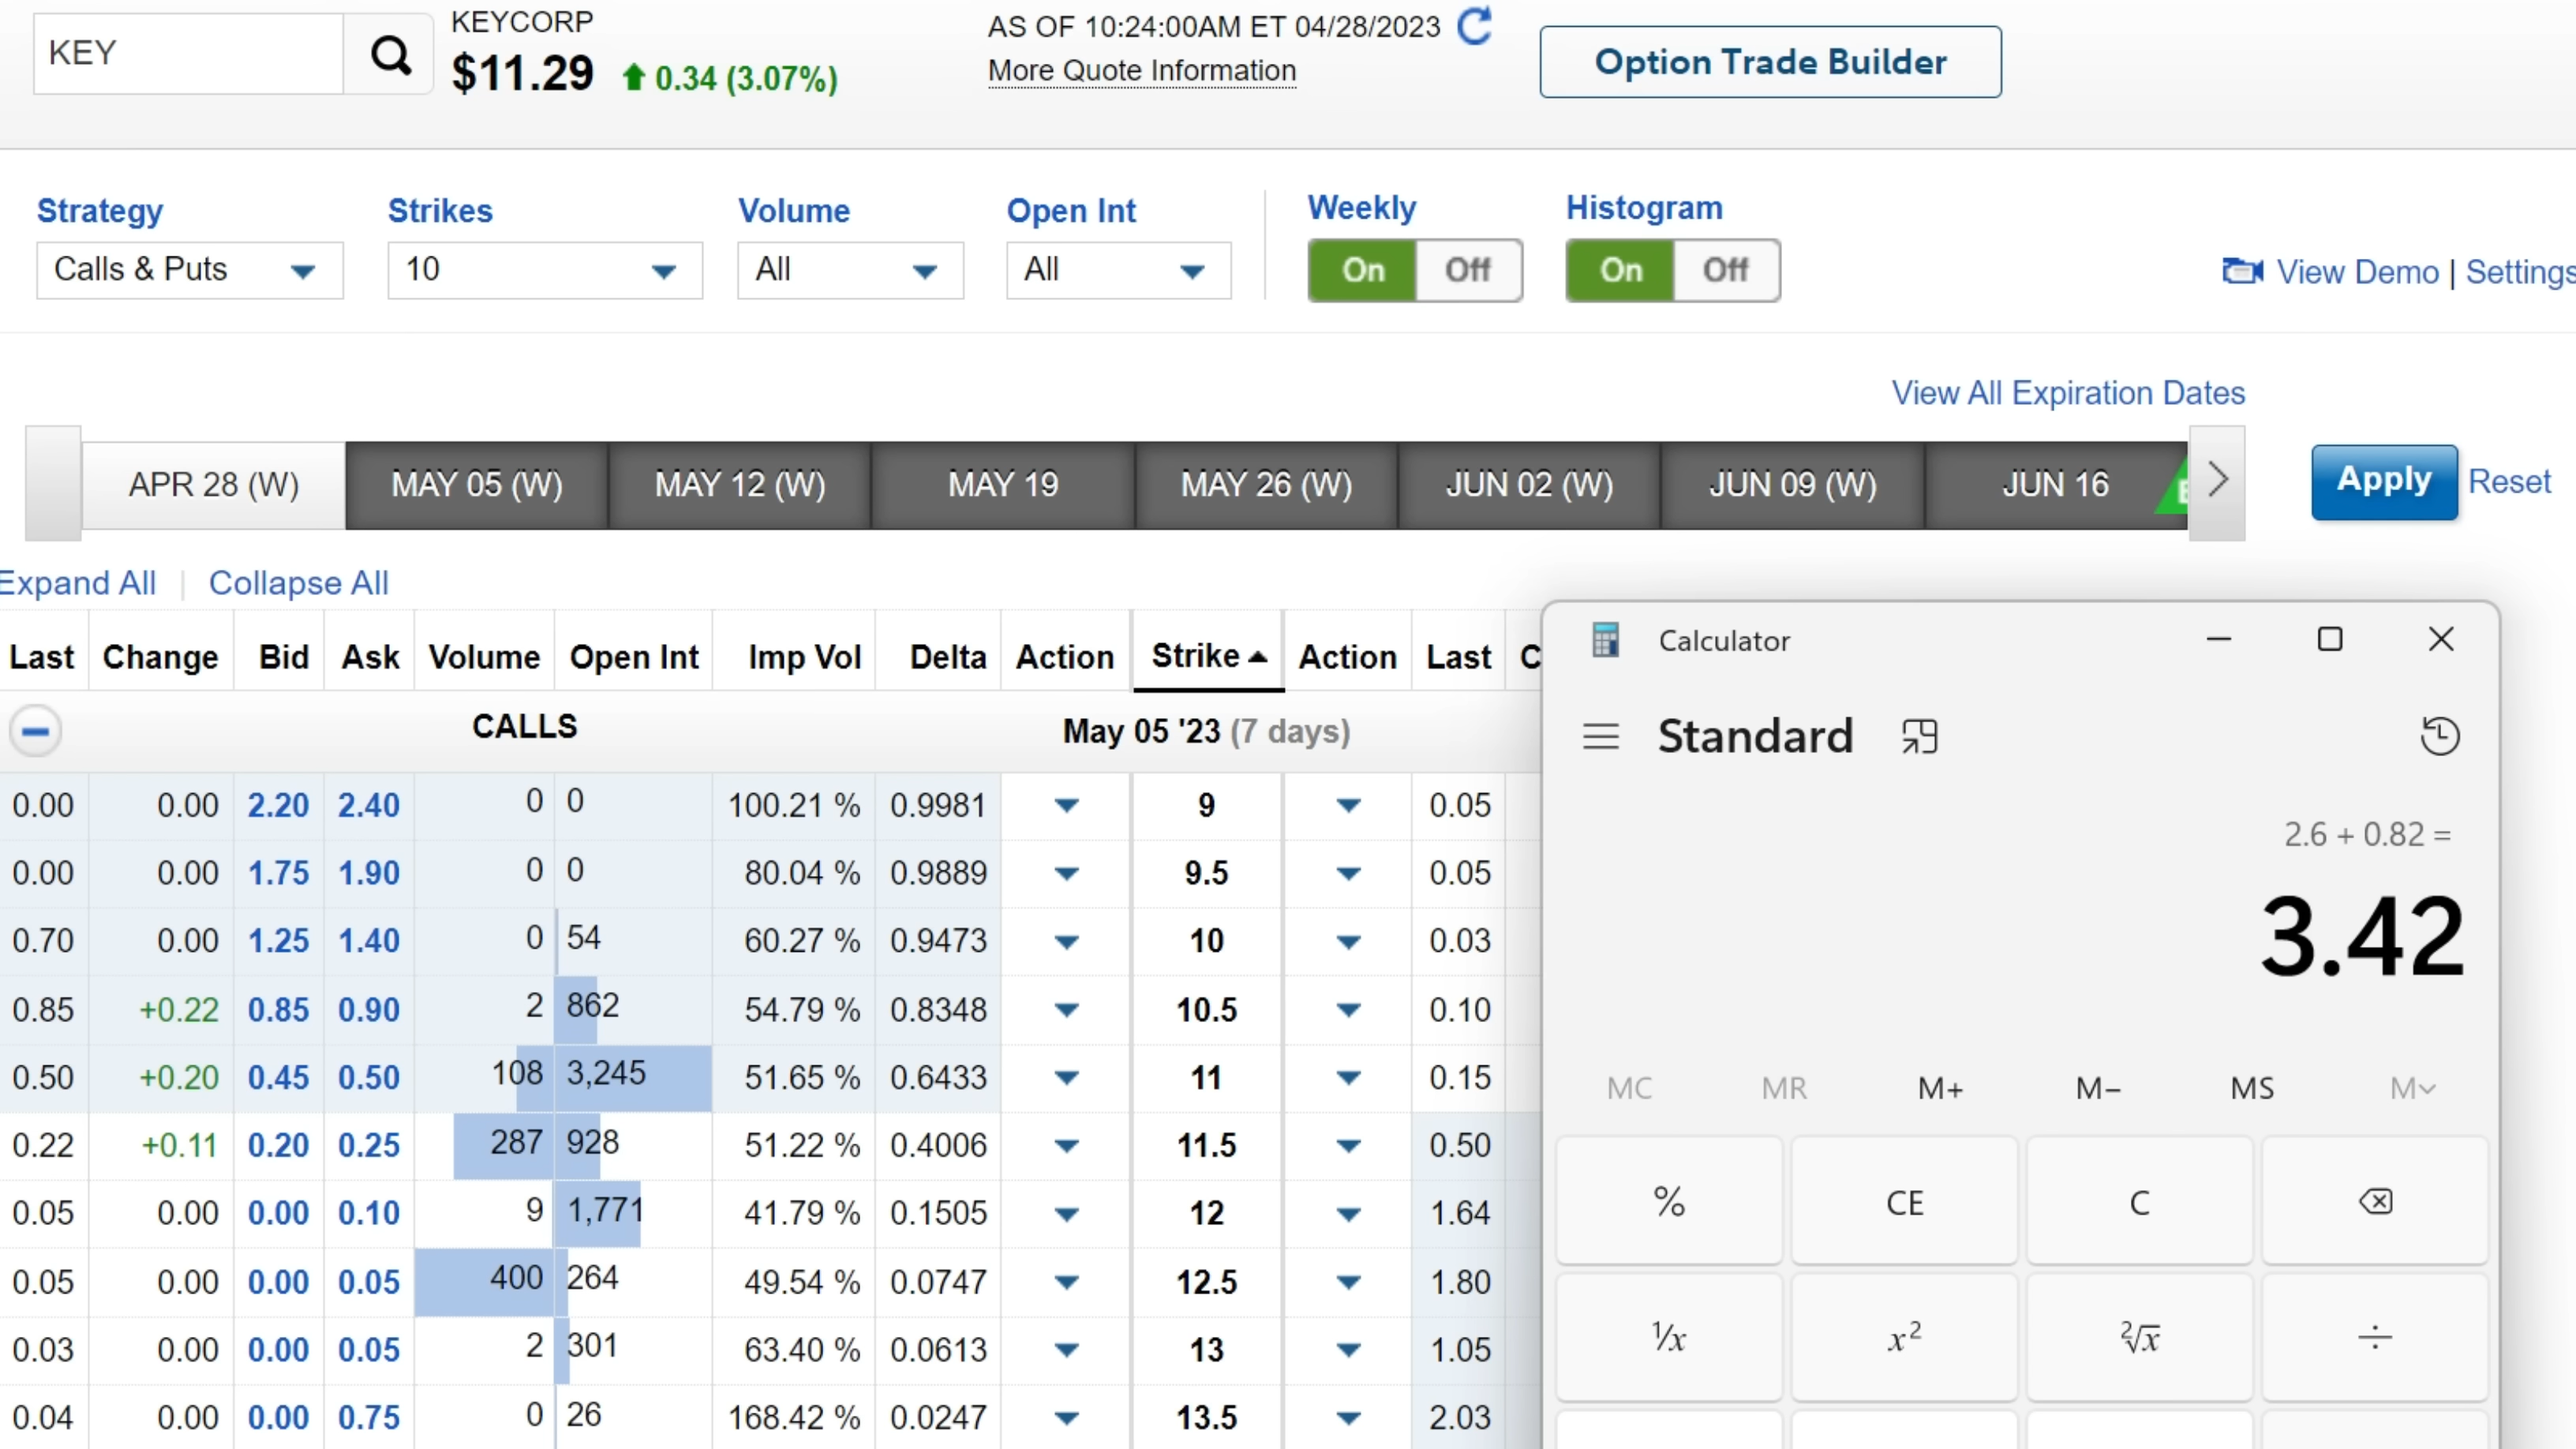 KEY
KEYCORP
$11.29 0.34 (3.07%)
AS OF 10:24:00AM ET 04/28/2023
More Quote Information
Option Trade Builder
Strategy Strikes Volume Open Int Weekly Histogram
Calls & Puts 10 All All On Off On Off
View Demo | Settings
View All Expiration Dates
APR 28 (W) MAY 05 (W) MAY 12 (W) MAY 19 MAY 26 (W) JUN 02 (W) JUN 09 (W) JUN 16
Apply Reset
Expand All | Collapse All
Last Change Bid Ask Volume Open Int Imp Vol Delta Action Strike Action Last C
CALLS May 05 '23 (7 days)
0.00 0.00 2.20 2.40 0 0 100.21 % 0.9981 9 0.05
0.00 0.00 1.75 1.90 0 0 80.04 % 0.9889 9.5 0.05
0.70 0.00 1.25 1.40 0 54 60.27 % 0.9473 10 0.03
0.85 +0.22 0.85 0.90 2 862 54.79 % 0.8348 10.5 0.10
0.50 +0.20 0.45 0.50 108 3,245 51.65 % 0.6433 11 0.15
0.22 +0.11 0.20 0.25 287 928 51.22 % 0.4006 11.5 0.50
0.05 0.00 0.00 0.10 9 1,771 41.79 % 0.1505 12 1.64
0.05 0.00 0.00 0.05 400 264 49.54 % 0.0747 12.5 1.80
0.03 0.00 0.00 0.05 2 301 63.40 % 0.0613 13 1.05
0.04 0.00 0.00 0.75 0 26 168.42 % 0.0247 13.5 2.03
Calculator
Standard
2.6 + 0.82 =
3.42
MC MR M+ M− MS M
% CE C
1/x x² ²√x ÷